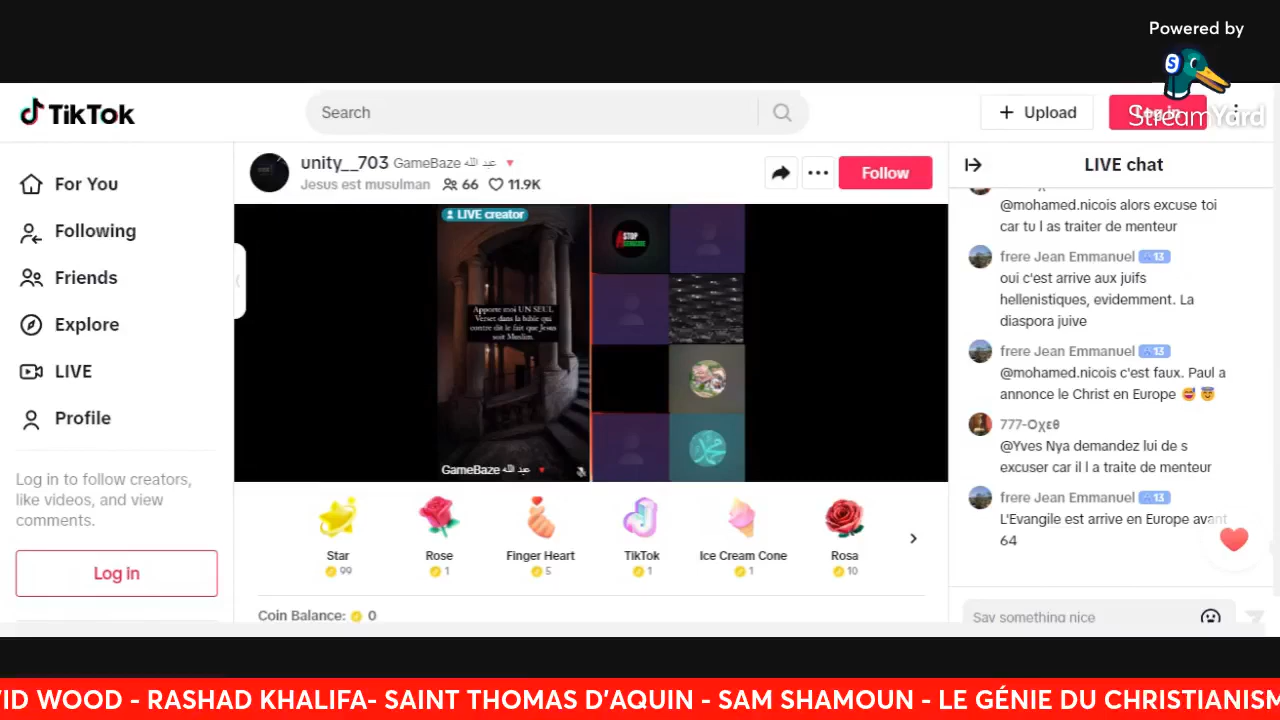 Powered by
StreamYard
TikTok
Search
Upload
Log in
For You
Following
Friends
Explore
LIVE
Profile
Log in to follow creators,
like videos, and view
comments.
Log in
unity__703 GameBaze عبد الله 🔻
Jesus est musulman 66 11.9K
Follow
LIVE creator
Apporte moi UN SEUL
Verset dans la bible qui
contre dit le fait que Jesus
soit Muslim.
STOP
GameBaze عبد الله 🔻
Star
99
Rose
1
Finger Heart
5
TikTok
1
Ice Cream Cone
1
Rosa
10
Coin Balance: 0
LIVE chat
@mohamed.nicois alors excuse toi
car tu l as traiter de menteur
frere Jean Emmanuel 13
oui c'est arrive aux juifs
hellenistiques, evidemment. La
diaspora juive
frere Jean Emmanuel 13
@mohamed.nicois c'est faux. Paul a
annonce le Christ en Europe 😅 😇
777-Οχεθ
@Yves Nya demandez lui de s
excuser car il l a traite de menteur
frere Jean Emmanuel 13
L'Evangile est arrive en Europe avant
64
Say something nice
VID WOOD - RASHAD KHALIFA- SAINT THOMAS D'AQUIN - SAM SHAMOUN - LE GÉNIE DU CHRISTIANISM